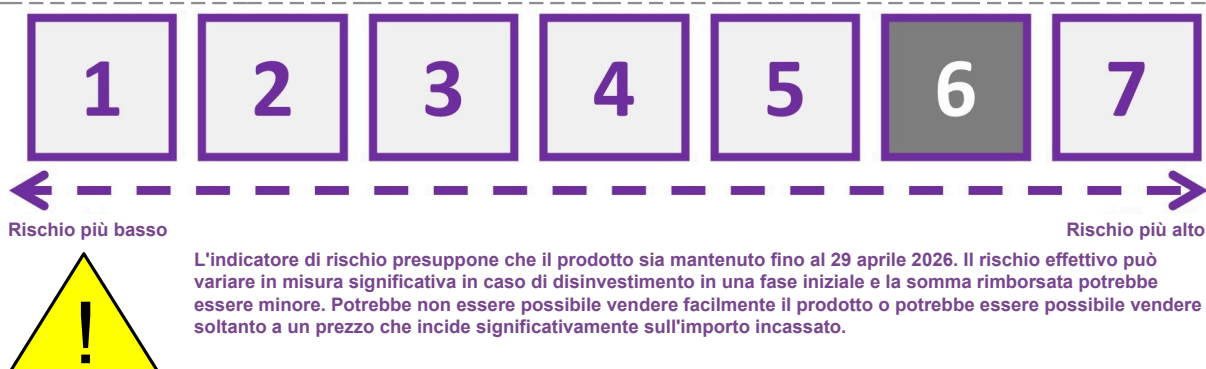 1 2 3 4 5 6 7
Rischio più basso Rischio più alto
L'indicatore di rischio presuppone che il prodotto sia mantenuto fino al 29 aprile 2026. Il rischio effettivo può
variare in misura significativa in caso di disinvestimento in una fase iniziale e la somma rimborsata potrebbe
essere minore. Potrebbe non essere possibile vendere facilmente il prodotto o potrebbe essere possibile vendere
soltanto a un prezzo che incide significativamente sull'importo incassato.
!